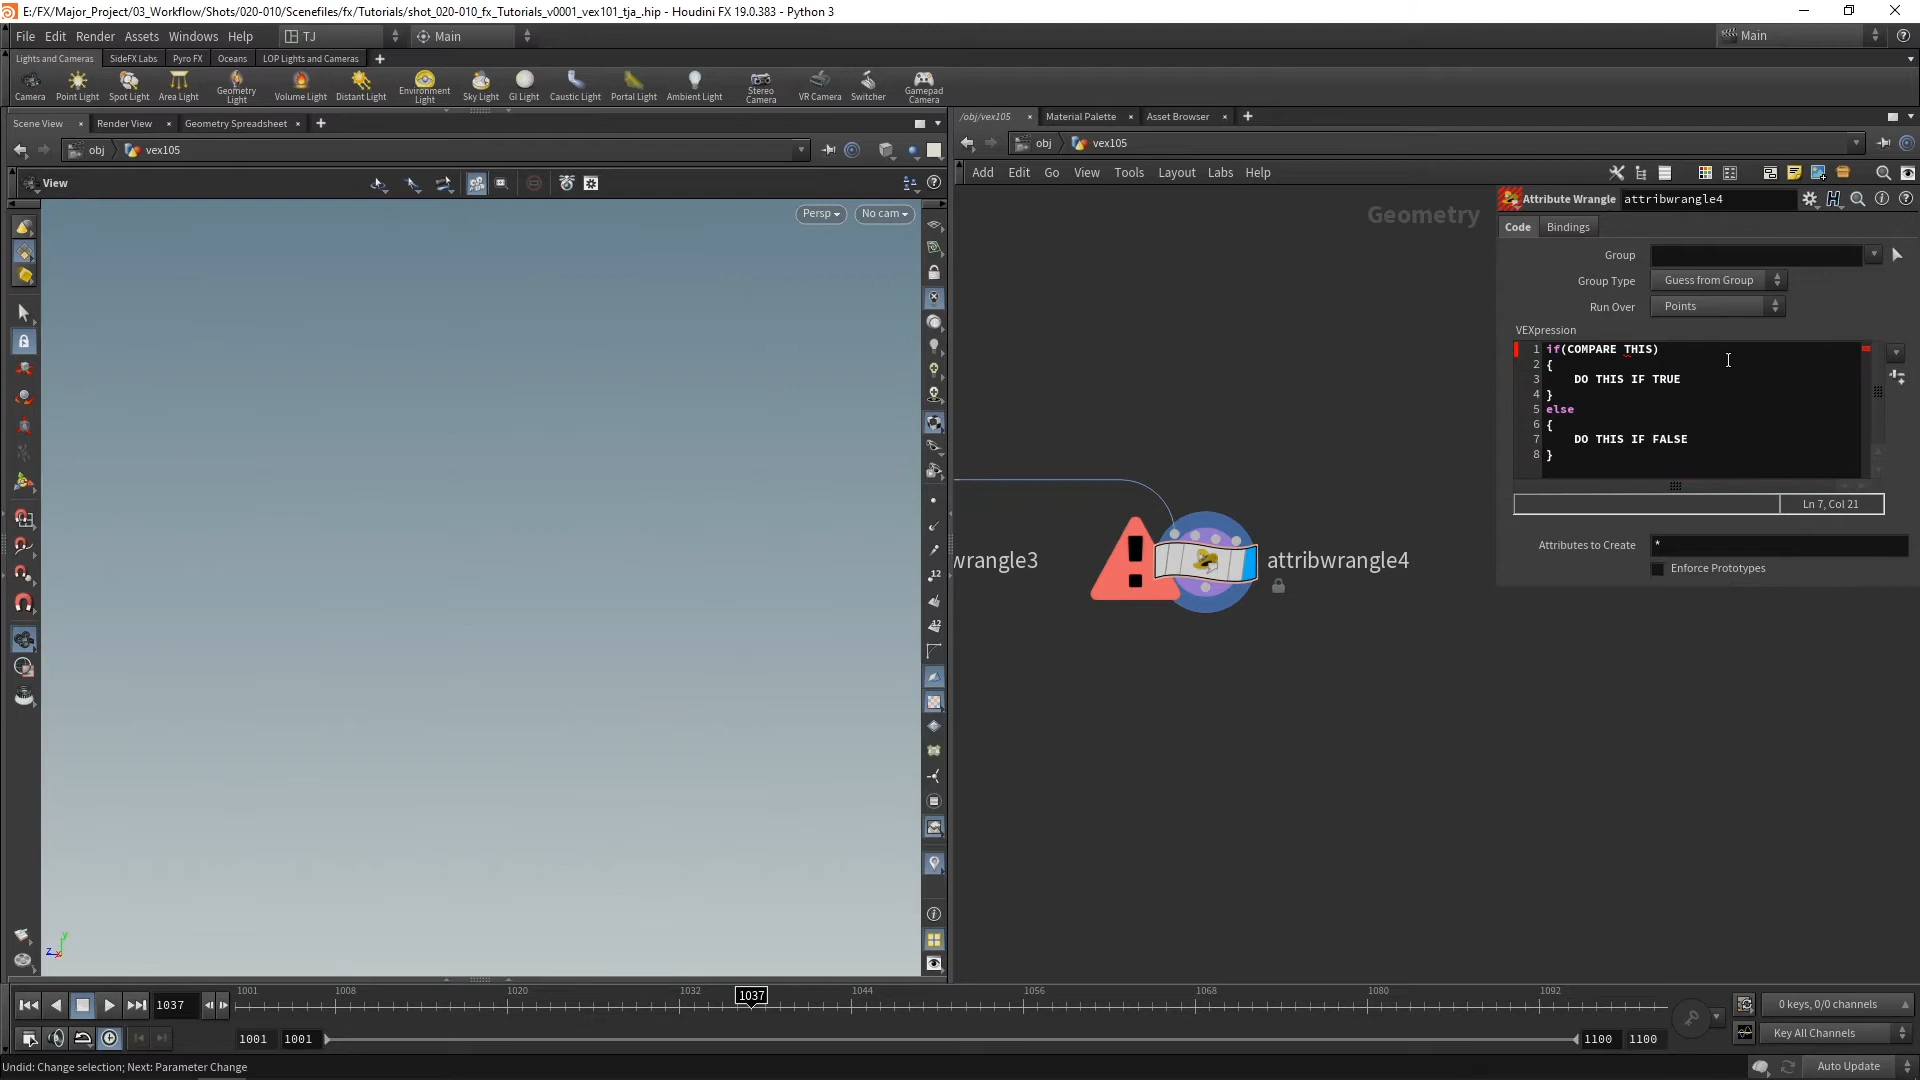 E:/FX/Major_Project/03_Workflow/Shots/020-010/Scenefiles/fx/Tutorials/shot_020-010_fx_Tutorials_v0001_vex101_tja_.hip - Houdini FX 19.0.383 - Python 3
File Edit Render Assets Windows Help TJ Main Main
Lights and Cameras SideFX Labs Pyro FX Oceans LOP Lights and Cameras
Camera Point Light Spot Light Area Light Geometry Light Volume Light Distant Light Environment Light Sky Light GI Light Caustic Light Portal Light Ambient Light Stereo Camera VR Camera Switcher Gamepad Camera
Scene View Render View Geometry Spreadsheet
/obj/vex105 Material Palette Asset Browser
obj vex105
obj vex105
View
Add Edit Go View Tools Layout Labs Help
Persp No cam
Geometry
Attribute Wrangle attribwrangle4
Code Bindings
Group
Group Type Guess from Group
Run Over Points
VEXpression
1 if(COMPARE THIS)
2 {
3 DO THIS IF TRUE
4 }
5 else
6 {
7 DO THIS IF FALSE
8 }
Ln 7, Col 21
Attributes to Create *
Enforce Prototypes
wrangle3
attribwrangle4
12
12
z y x
1037 1001 1008 1020 1032 1037 1044 1056 1068 1080 1092
0 keys, 0/0 channels
1001 1001 1100 1100
Key All Channels
Undid: Change selection; Next: Parameter Change
Auto Update